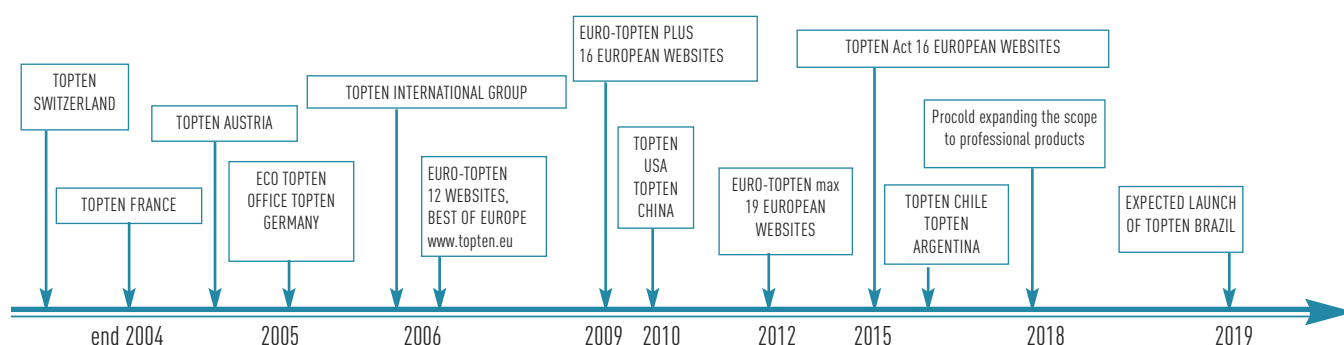 TOPTEN
SWITZERLAND
TOPTEN FRANCE
TOPTEN AUSTRIA
ECO TOPTEN
OFFICE TOPTEN
GERMANY
TOPTEN INTERNATIONAL GROUP
EURO-TOPTEN
12 WEBSITES,
BEST OF EUROPE
www.topten.eu
EURO-TOPTEN PLUS
16 EUROPEAN WEBSITES
TOPTEN
USA
TOPTEN
CHINA
EURO-TOPTEN max
19 EUROPEAN
WEBSITES
TOPTEN Act 16 EUROPEAN WEBSITES
TOPTEN CHILE
TOPTEN
ARGENTINA
Procold expanding the scope
to professional products
EXPECTED LAUNCH
OF TOPTEN BRAZIL
end 2004
2005
2006
2009
2010
2012
2015
2018
2019